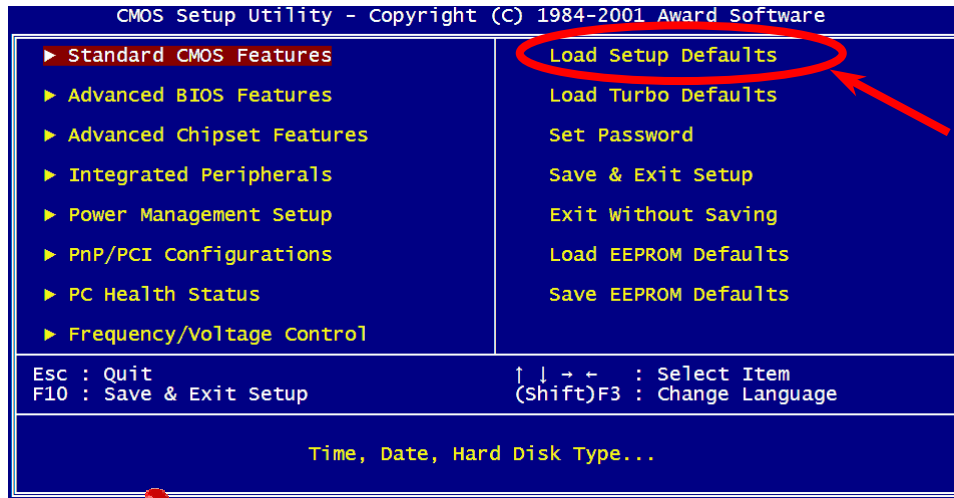 CMOS Setup Utility - Copyright (C) 1984-2001 Award Software
► Standard CMOS Features
► Advanced BIOS Features
► Advanced Chipset Features
► Integrated Peripherals
► Power Management Setup
► PnP/PCI Configurations
► PC Health Status
► Frequency/Voltage Control
Load Setup Defaults
Load Turbo Defaults
Set Password
Save & Exit Setup
Exit Without Saving
Load EEPROM Defaults
Save EEPROM Defaults
Esc : Quit
F10 : Save & Exit Setup
↑ ↓ → ← : Select Item
(Shift)F3 : Change Language
Time, Date, Hard Disk Type...